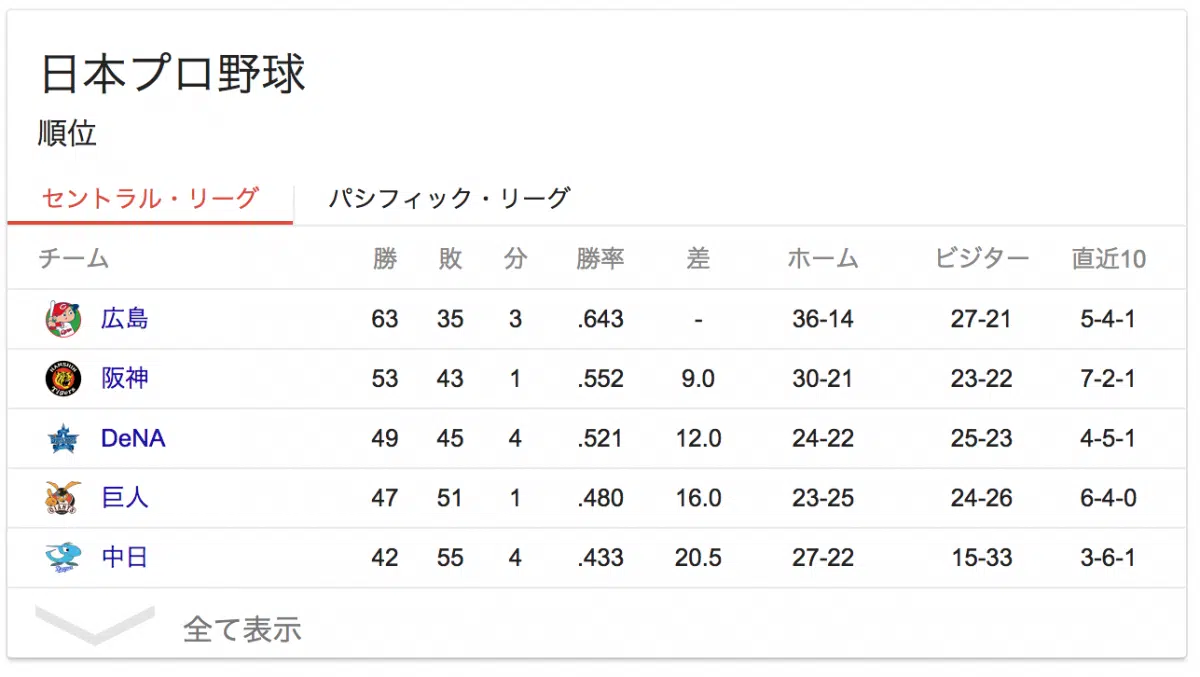 日本プロ野球
順位
セントラル・リーグ パシフィック・リーグ
チーム 勝 敗 分 勝率 差 ホーム ビジター 直近10
広島 63 35 3 .643 - 36-14 27-21 5-4-1
阪神 53 43 1 .552 9.0 30-21 23-22 7-2-1
DeNA 49 45 4 .521 12.0 24-22 25-23 4-5-1
巨人 47 51 1 .480 16.0 23-25 24-26 6-4-0
中日 42 55 4 .433 20.5 27-22 15-33 3-6-1
全て表示